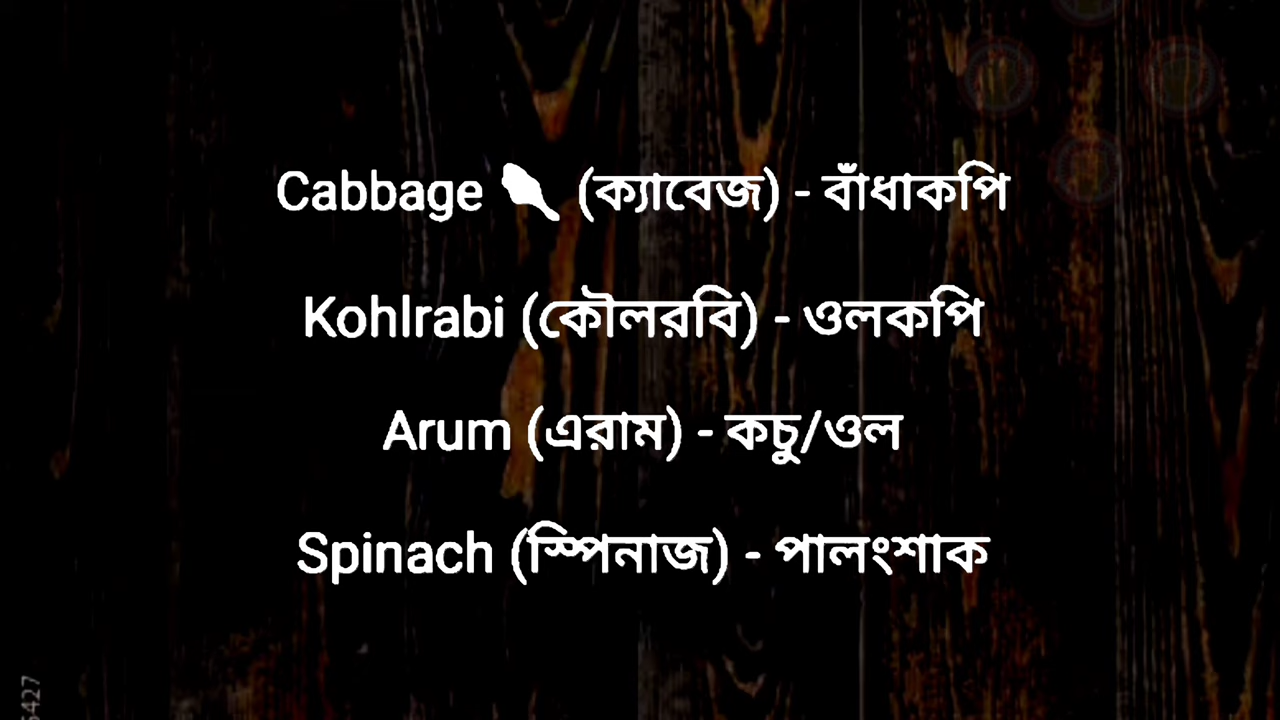 Cabbage (ক্যাবেজ) - বাঁধাকপি
Kohlrabi (কৌলরবি) - ওলকপি
Arum (এরাম) - কচু/ওল
Spinach (স্পিনাজ) - পালংশাক